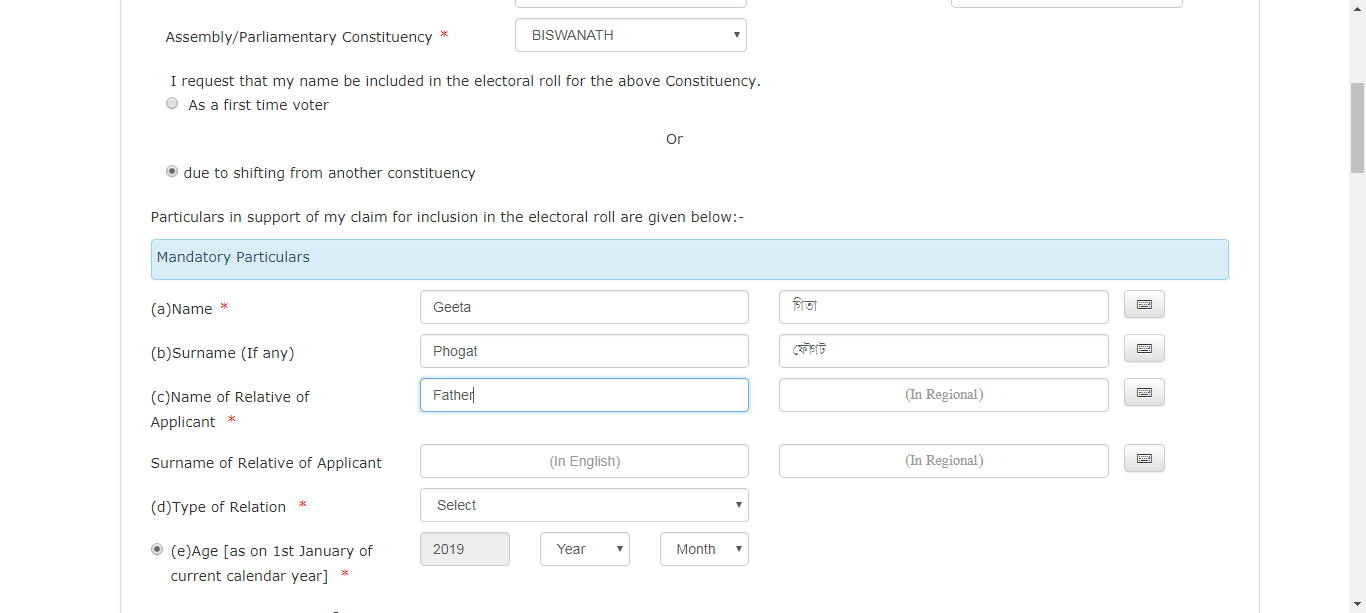 Assembly/Parliamentary Constituency * BISWANATH
I request that my name be included in the electoral roll for the above Constituency.
As a first time voter
Or
due to shifting from another constituency
Particulars in support of my claim for inclusion in the electoral roll are given below:-
Mandatory Particulars
(a)Name * Geeta গিতা
(b)Surname (If any) Phogat ফৌগট
(c)Name of Relative of Father (In Regional)
Applicant *
Surname of Relative of Applicant (In English) (In Regional)
(d)Type of Relation * Select
(e)Age [as on 1st January of 2019 Year Month
current calendar year] *